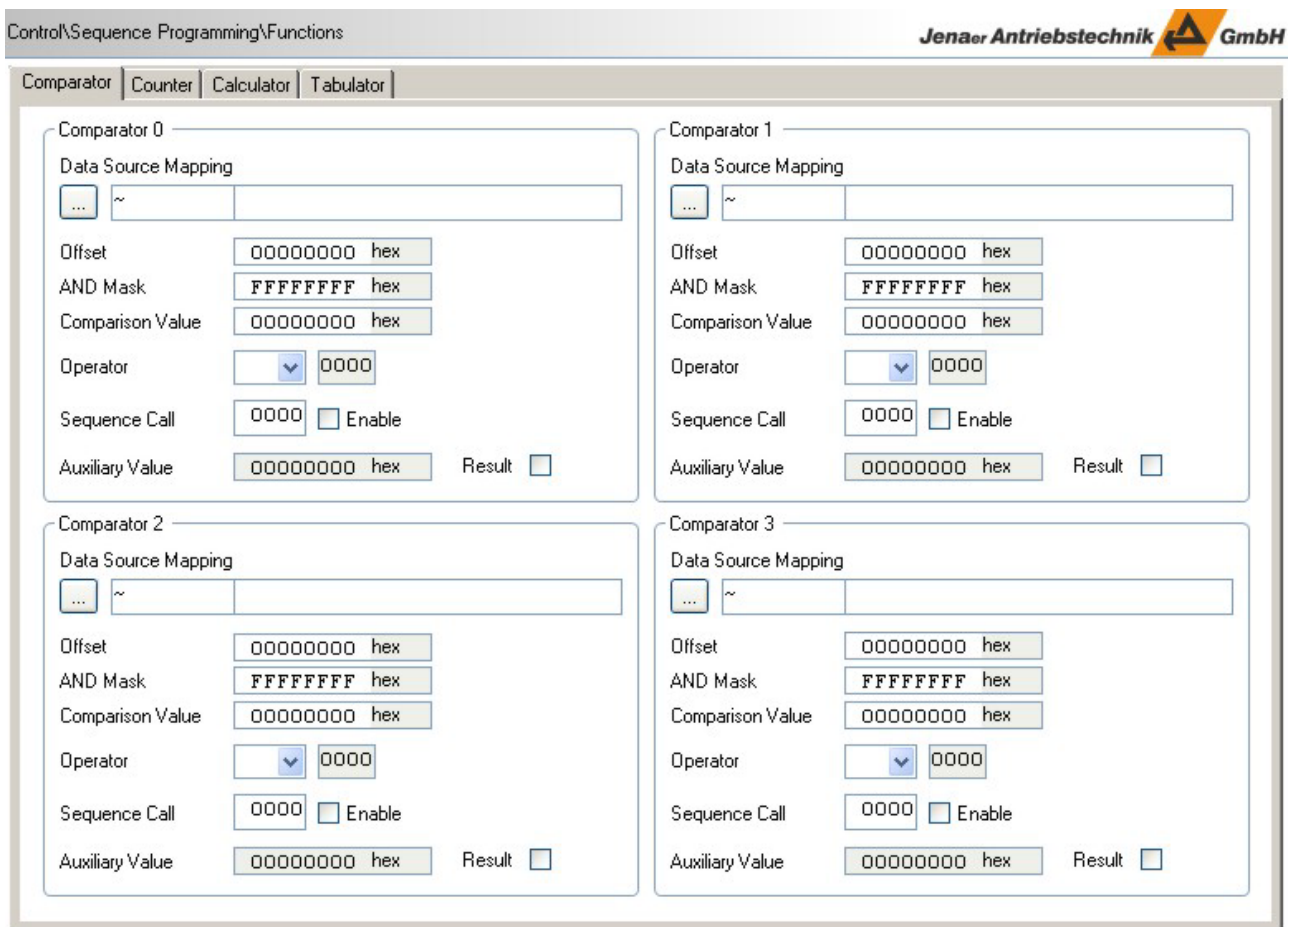 Control\Sequence Programming\Functions
Jenaer Antriebstechnik GmbH
Comparator Counter Calculator Tabulator
Comparator 0
Data Source Mapping
... ~
Offset 00000000 hex
AND Mask FFFFFFFF hex
Comparison Value 00000000 hex
Operator 0000
Sequence Call 0000 Enable
Auxiliary Value 00000000 hex Result
Comparator 1
Data Source Mapping
... ~
Offset 00000000 hex
AND Mask FFFFFFFF hex
Comparison Value 00000000 hex
Operator 0000
Sequence Call 0000 Enable
Auxiliary Value 00000000 hex Result
Comparator 2
Data Source Mapping
... ~
Offset 00000000 hex
AND Mask FFFFFFFF hex
Comparison Value 00000000 hex
Operator 0000
Sequence Call 0000 Enable
Auxiliary Value 00000000 hex Result
Comparator 3
Data Source Mapping
... ~
Offset 00000000 hex
AND Mask FFFFFFFF hex
Comparison Value 00000000 hex
Operator 0000
Sequence Call 0000 Enable
Auxiliary Value 00000000 hex Result